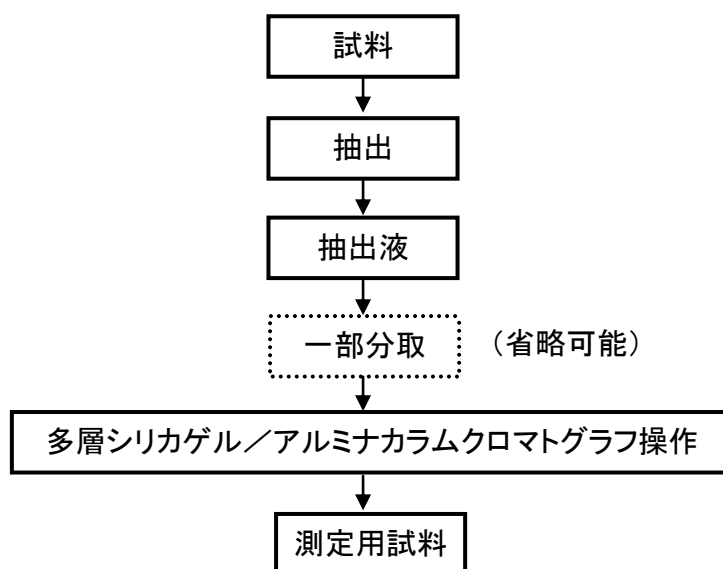 試料
抽出
抽出液
一部分取 (省略可能)
多層シリカゲル／アルミナカラムクロマトグラフ操作
測定用試料